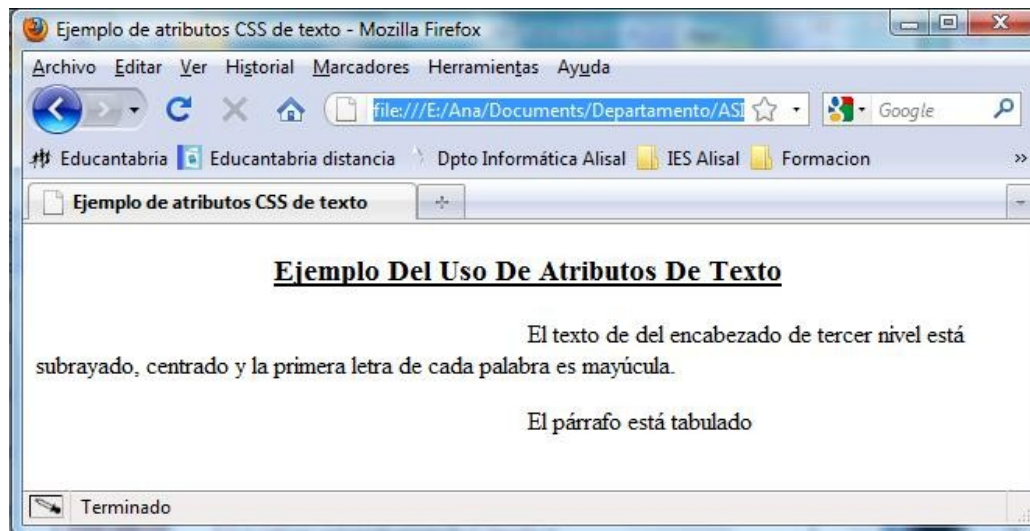 Ejemplo de atributos CSS de texto - Mozilla Firefox
Archivo Editar Ver Historial Marcadores Herramientas Ayuda
file:///E:/Ana/Documents/Departamento/ASI Google
Educantabria Educantabria distancia Dpto Informática Alisal IES Alisal Formacion »
Ejemplo de atributos CSS de texto
Ejemplo Del Uso De Atributos De Texto
El texto de del encabezado de tercer nivel está
subrayado, centrado y la primera letra de cada palabra es mayúcula.
El párrafo está tabulado
Terminado